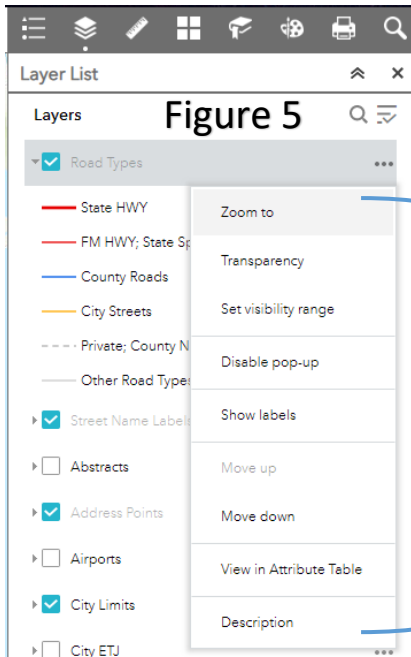 Layer List
Layers
Figure 5
Road Types
State HWY
FM HWY; State Sp
County Roads
City Streets
Private; County N
Other Road Types
Street Name Labels
Abstracts
Address Points
Airports
City Limits
City ETJ
Zoom to
Transparency
Set visibility range
Disable pop-up
Show labels
Move up
Move down
View in Attribute Table
Description